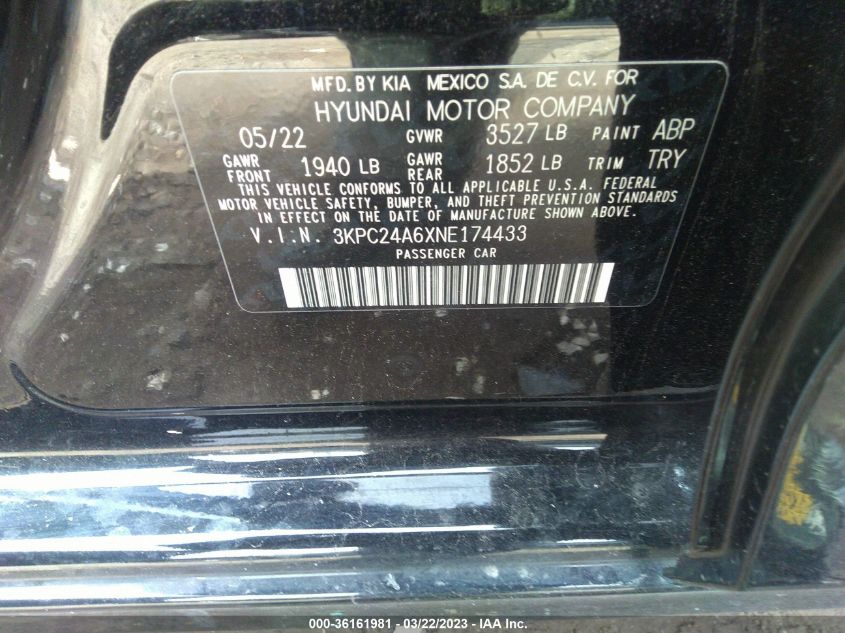 MFD. BY KIA MEXICO S.A. DE C.V. FOR
HYUNDAI MOTOR COMPANY
05/22 GVWR 3527 LB PAINT ABP
GAWR FRONT 1940 LB GAWR REAR 1852 LB TRIM TRY
THIS VEHICLE CONFORMS TO ALL APPLICABLE U.S.A. FEDERAL
MOTOR VEHICLE SAFETY, BUMPER, AND THEFT PREVENTION STANDARDS
IN EFFECT ON THE DATE OF MANUFACTURE SHOWN ABOVE.
V.I.N. 3KPC24A6XNE174433
PASSENGER CAR
000-36161981 - 03/22/2023 - IAA Inc.